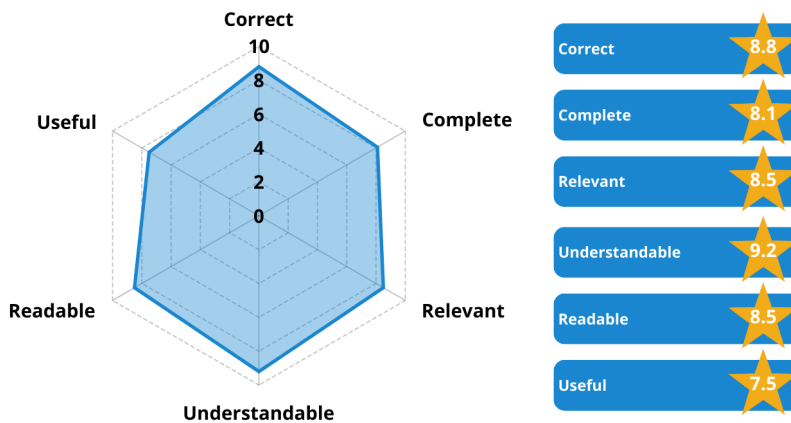 Correct
10
8
6
4
2
0
Useful
Complete
Readable
Relevant
Understandable
Correct 8.8
Complete 8.1
Relevant 8.5
Understandable 9.2
Readable 8.5
Useful 7.5